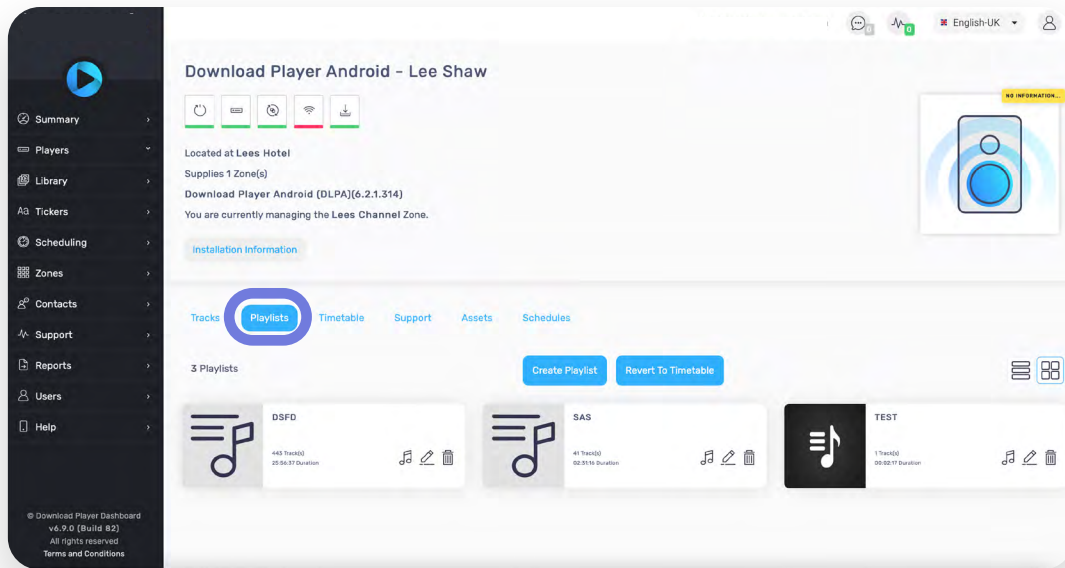 0
0
English-UK
Download Player Android - Lee Shaw
NO INFORMATION...
Summary
Players
Library
Aa Tickers
Scheduling
Zones
Contacts
Support
Reports
Users
Help
Located at Lees Hotel
Supplies 1 Zone(s)
Download Player Android (DLPA)(6.2.1.314)
You are currently managing the Lees Channel Zone.
Installation Information
Tracks Playlists Timetable Support Assets Schedules
3 Playlists
Create Playlist
Revert To Timetable
DSFD
443 Track(s)
25:56:37 Duration
SAS
41 Track(s)
02:31:16 Duration
TEST
1 Track(s)
00:02:17 Duration
© Download Player Dashboard
v6.9.0 (Build 82)
All rights reserved
Terms and Conditions